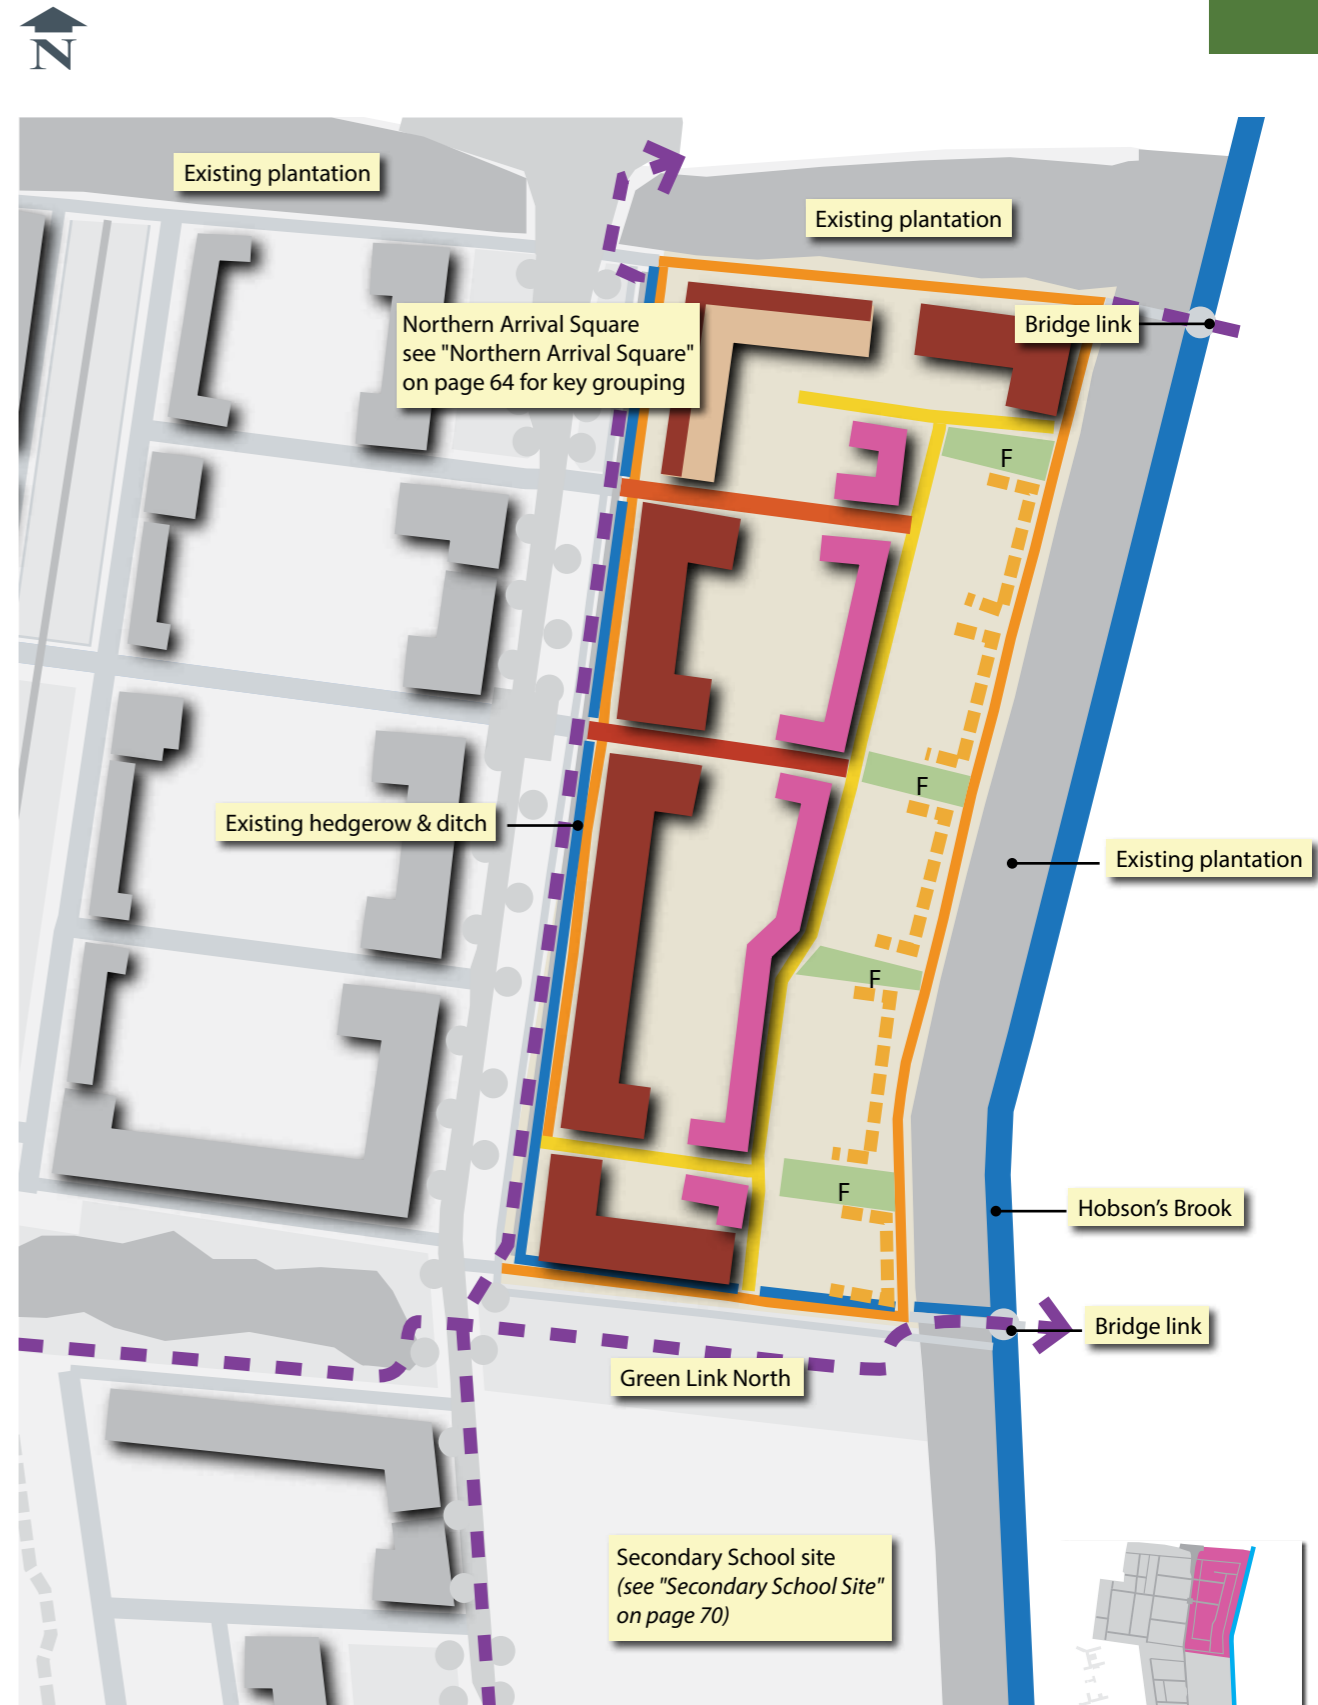 N
Existing plantation
Existing plantation
Northern Arrival Square
see "Northern Arrival Square"
on page 64 for key grouping
Bridge link
F
F
Existing hedgerow & ditch
Existing plantation
F
F
Hobson's Brook
Bridge link
Green Link North
Secondary School site
(see "Secondary School Site"
on page 70)